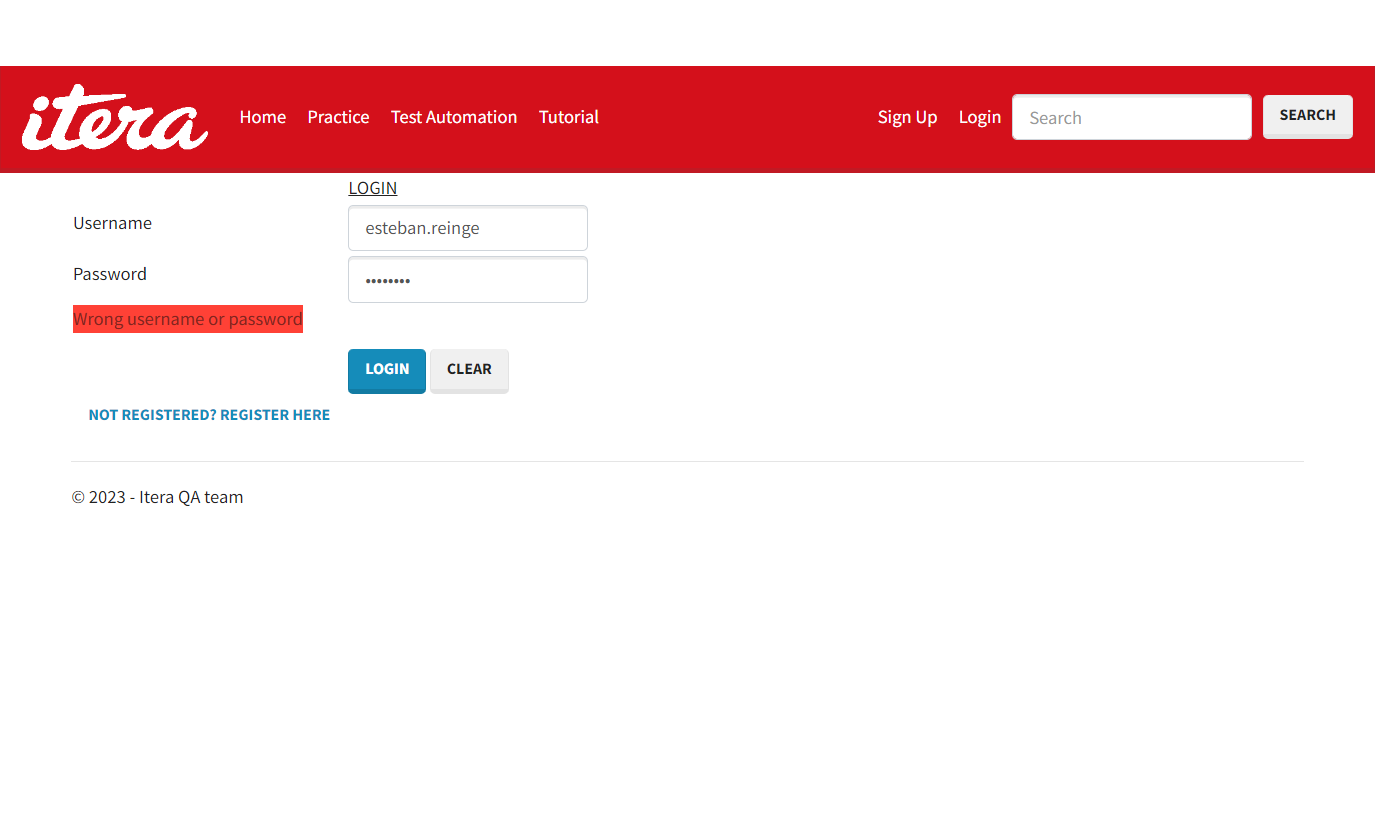 itera
Home Practice Test Automation Tutorial Sign Up Login Search SEARCH
LOGIN
Username esteban.reinge
Password ••••••••
Wrong username or password
LOGIN CLEAR
NOT REGISTERED? REGISTER HERE
© 2023 - Itera QA team